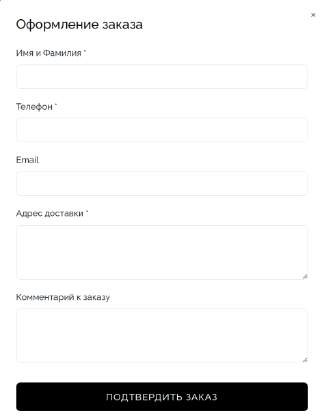 ×
Оформление заказа
Имя и Фамилия *
Телефон *
Email
Адрес доставки *
Комментарий к заказу
ПОДТВЕРДИТЬ ЗАКАЗ